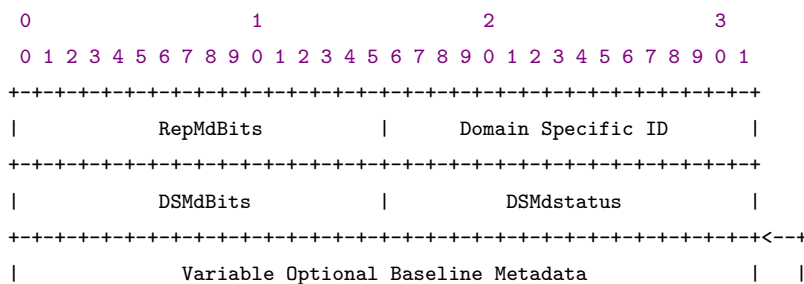 0                   1                   2                   3
0 1 2 3 4 5 6 7 8 9 0 1 2 3 4 5 6 7 8 9 0 1 2 3 4 5 6 7 8 9 0 1
+-+-+-+-+-+-+-+-+-+-+-+-+-+-+-+-+-+-+-+-+-+-+-+-+-+-+-+-+-+-+-+-+
|           RepMdBits           |      Domain Specific ID       |
+-+-+-+-+-+-+-+-+-+-+-+-+-+-+-+-+-+-+-+-+-+-+-+-+-+-+-+-+-+-+-+-+
|           DSMdBits            |          DSMdstatus           |
+-+-+-+-+-+-+-+-+-+-+-+-+-+-+-+-+-+-+-+-+-+-+-+-+-+-+-+-+-+-+-+-+<--+
|             Variable Optional Baseline Metadata              |   |